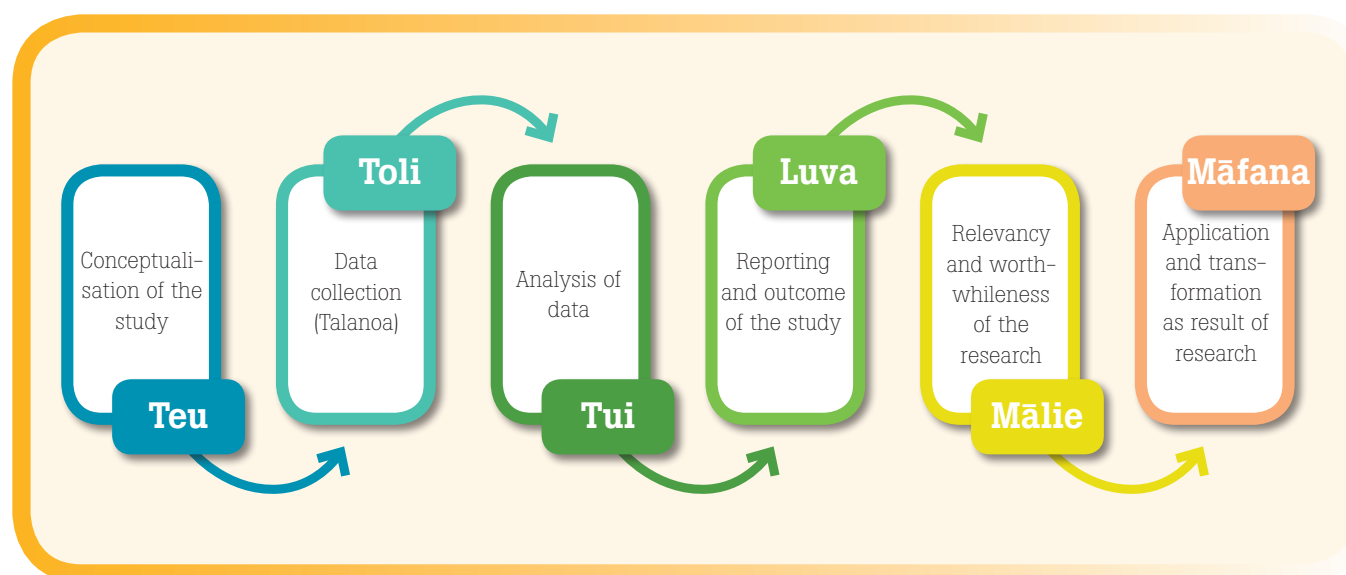 Conceptuali-
sation of the
study
Teu
Toli
Data
collection
(Talanoa)
Analysis of
data
Tui
Luva
Reporting
and outcome
of the study
Relevancy
and worth-
whileness
of the
research
Mālie
Māfana
Application
and trans-
formation
as result of
research